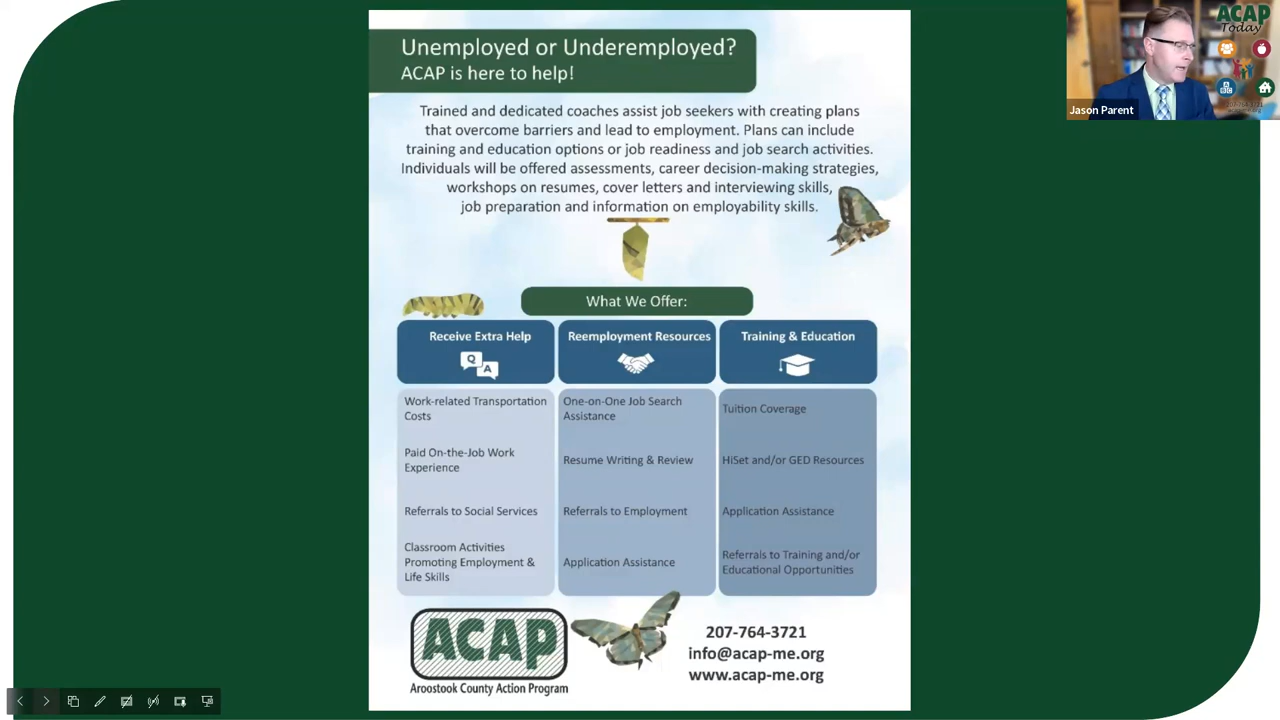 Unemployed or Underemployed?
ACAP is here to help!
Trained and dedicated coaches assist job seekers with creating plans
that overcome barriers and lead to employment. Plans can include
training and education options or job readiness and job search activities.
Individuals will be offered assessments, career decision-making strategies,
workshops on resumes, cover letters and interviewing skills,
job preparation and information on employability skills.
What We Offer:
Receive Extra Help
Q
A
Work-related Transportation
Costs
Paid On-the-Job Work
Experience
Referrals to Social Services
Classroom Activities
Promoting Employment &
Life Skills
Reemployment Resources
One-on-One Job Search
Assistance
Resume Writing & Review
Referrals to Employment
Application Assistance
Training & Education
Tuition Coverage
HiSet and/or GED Resources
Application Assistance
Referrals to Training and/or
Educational Opportunities
ACAP
Aroostook County Action Program
207-764-3721
info@acap-me.org
www.acap-me.org
ACAP
Today
Jason Parent